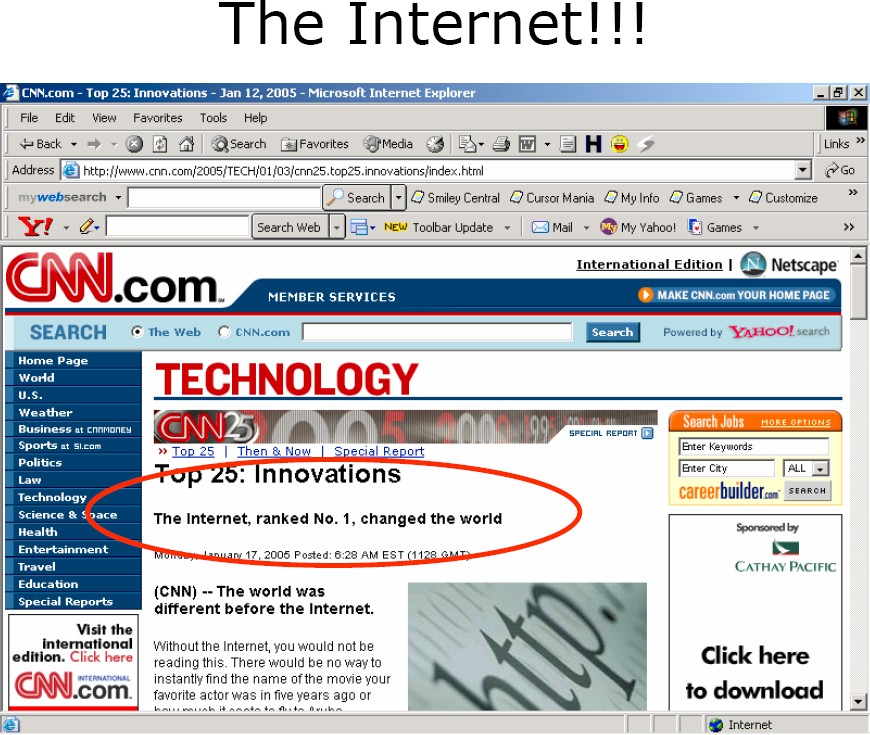 The Internet!!!
CNN.com - Top 25: Innovations - Jan 12, 2005 - Microsoft Internet Explorer
File Edit View Favorites Tools Help
Back Search Favorites Media Links »
Address http://www.cnn.com/2005/TECH/01/03/cnn25.top25.innovations/index.html Go
mywebsearch Search Smiley Central Cursor Mania My Info Games Customize »
Y! Search Web NEW Toolbar Update Mail My Yahoo! Games »
CNN.com International Edition | N Netscape
MEMBER SERVICES MAKE CNN.com YOUR HOME PAGE
SEARCH The Web CNN.com Search Powered by YAHOO! search
Home Page
World
U.S.
Weather
Business at CNNMONEY
Sports at SI.com
Politics
Law
Technology
Science & Space
Health
Entertainment
Travel
Education
Special Reports
Visit the
international
edition. Click here
CNN INTERNATIONAL
.com.
TECHNOLOGY
CNN25 SPECIAL REPORT
» Top 25 | Then & Now | Special Report
Top 25: Innovations
The Internet, ranked No. 1, changed the world
Monday, January 17, 2005 Posted: 6:28 AM EST (1128 GMT)
(CNN) -- The world was
different before the Internet.
Without the Internet, you would not be
reading this. There would be no way to
instantly find the name of the movie your
favorite actor was in five years ago or
http.
Search Jobs MORE OPTIONS
Enter Keywords
Enter City ALL
careerbuilder.com SEARCH
Sponsored by
CATHAY PACIFIC
Click here
to download
Internet